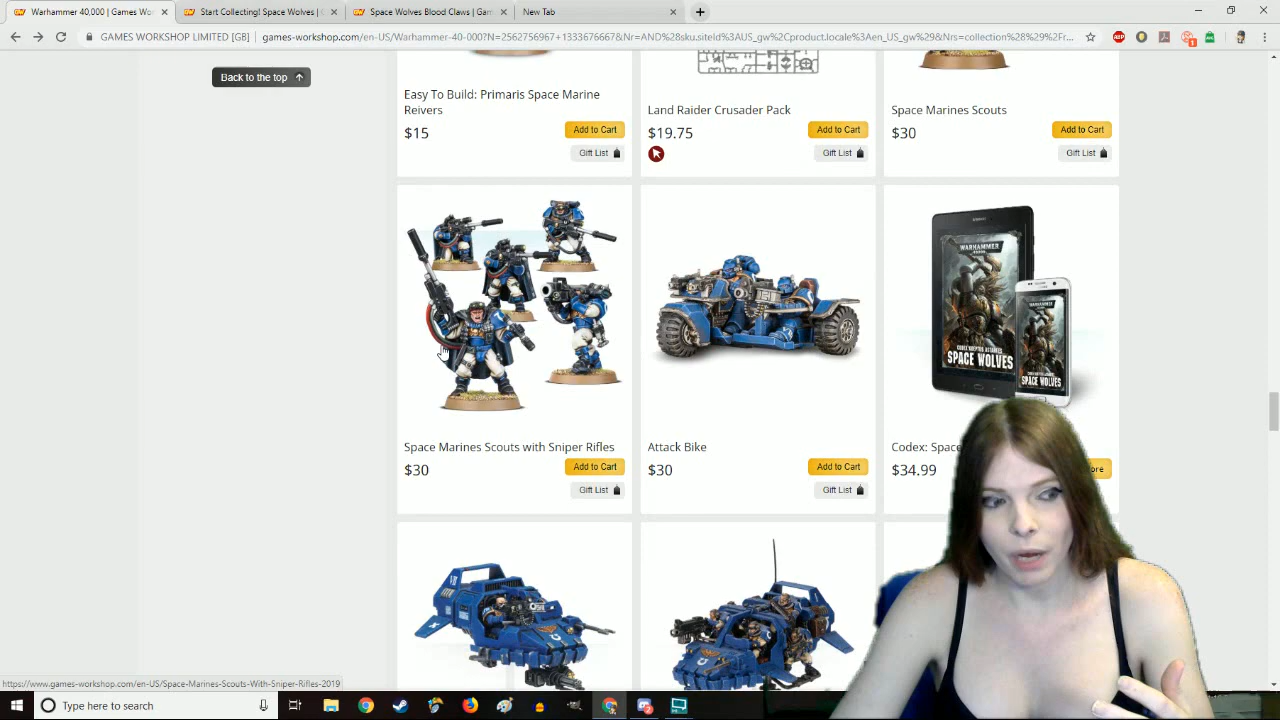 Warhammer 40,000 |
Start Collecting! Space Wolves |
Space Wolves Blood Claws | Gam
New Tab
GAMES WORKSHOP LIMITED [GB] | games-workshop.com/en-US/Warhammer-40-000?N=2562756967+1333676667&Nr=AND%28sku.siteId%3AUS_gw%2Cproduct.locale%3Aen_US_gw%29&Nrs=collection%28%29%2Fr...
Back to the top
Easy To Build: Primaris Space Marine
Reivers
$15
Add to Cart
Gift List
Land Raider Crusader Pack
$19.75
Add to Cart
Gift List
Space Marines Scouts
$30
Add to Cart
Gift List
WARHAMMER
SPACE WOLVES
WARHAMMER
SPACE WOLVES
Space Marines Scouts with Sniper Rifles
$30
Add to Cart
Gift List
Attack Bike
$30
Add to Cart
Gift List
Codex: Space
$34.99
https://www.games-workshop.com/en-US/Space-Marines-Scouts-With-Sniper-Rifles-2019
Type here to search